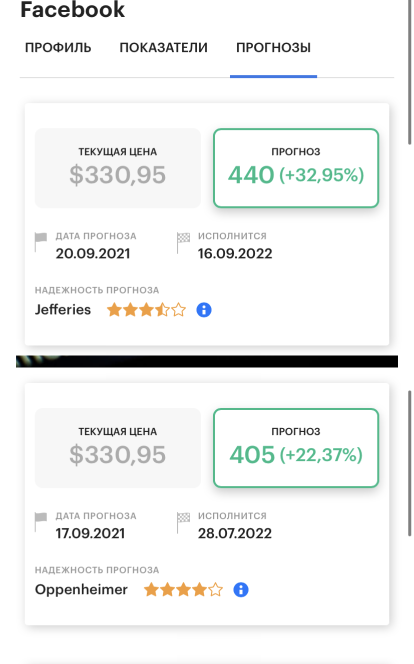 Facebook
ПРОФИЛЬ ПОКАЗАТЕЛИ ПРОГНОЗЫ
ТЕКУЩАЯ ЦЕНА ПРОГНОЗ
$330,95 440 (+32,95%)
ДАТА ПРОГНОЗА ИСПОЛНИТСЯ
20.09.2021 16.09.2022
НАДЕЖНОСТЬ ПРОГНОЗА
Jefferies
ТЕКУЩАЯ ЦЕНА ПРОГНОЗ
$330,95 405 (+22,37%)
ДАТА ПРОГНОЗА ИСПОЛНИТСЯ
17.09.2021 28.07.2022
НАДЕЖНОСТЬ ПРОГНОЗА
Oppenheimer